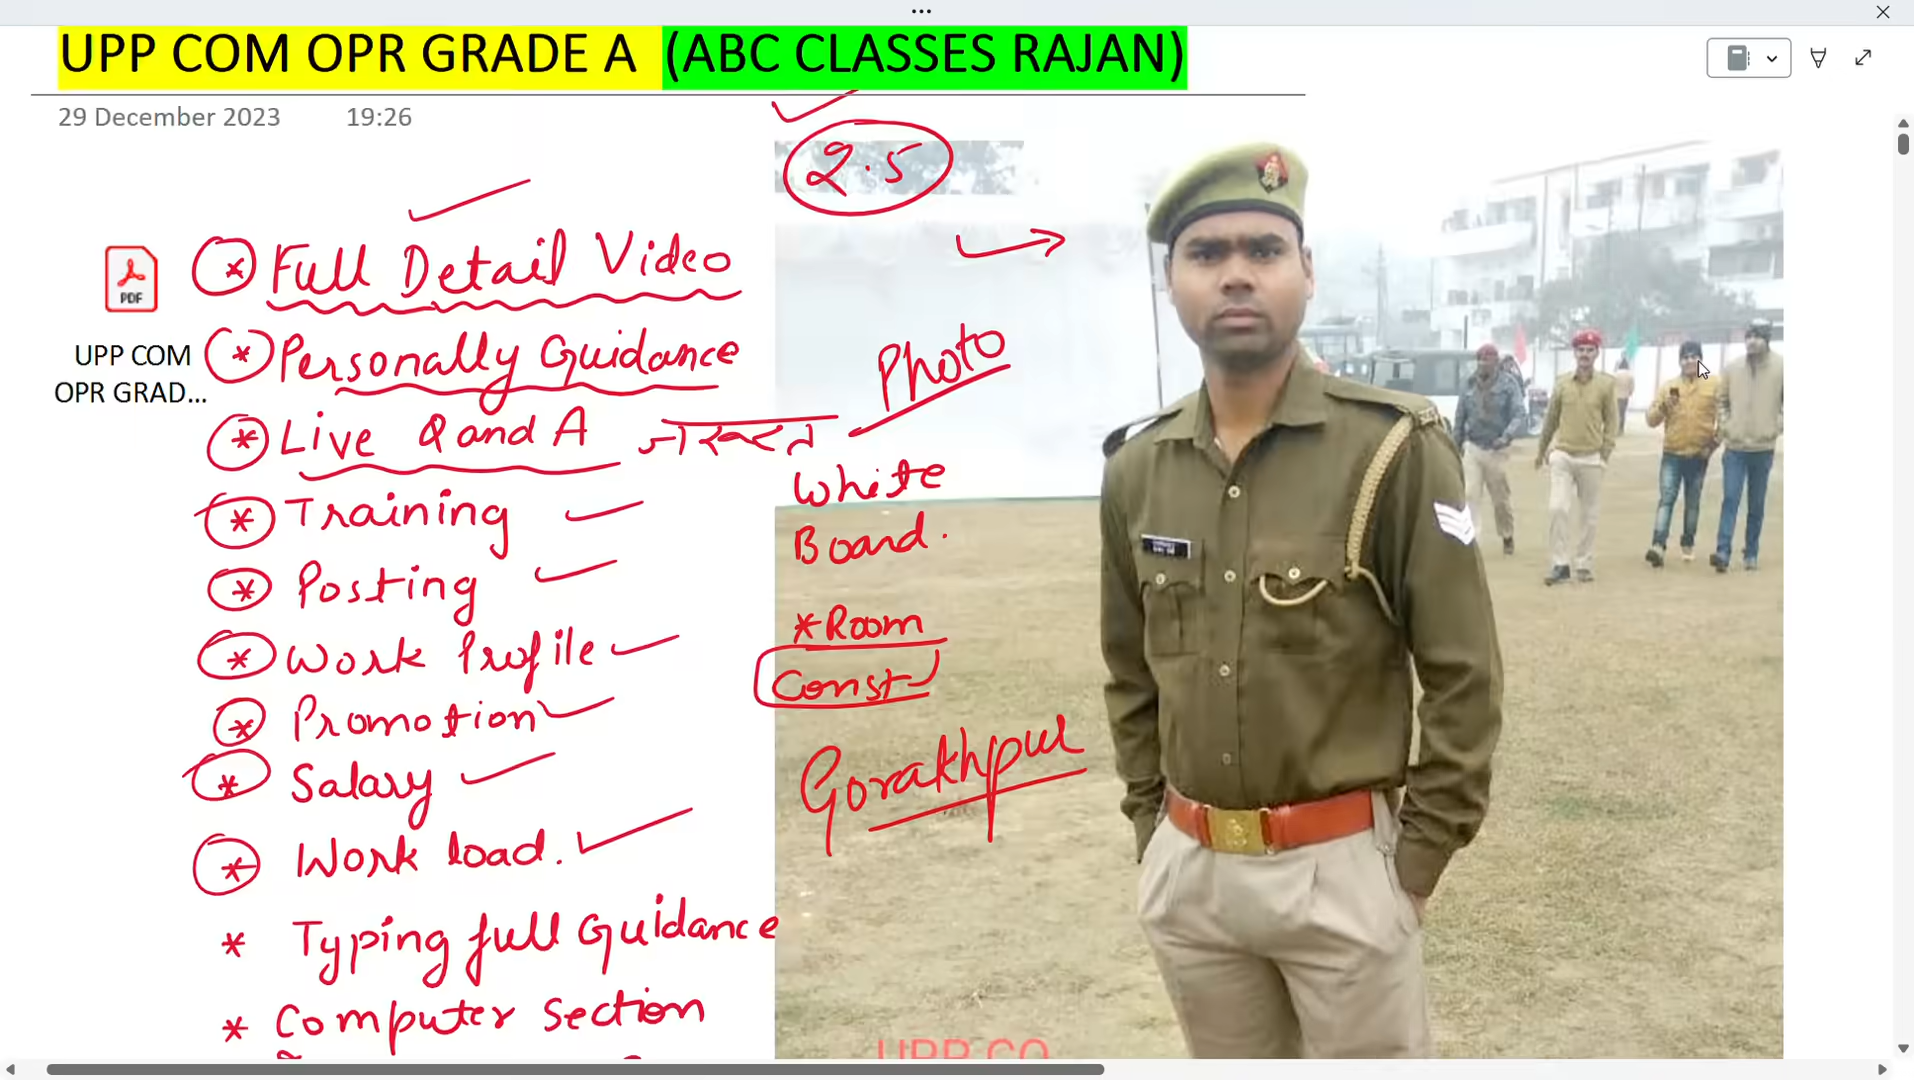 UPP COM OPR GRADE A (ABC CLASSES RAJAN)
29 December 2023 19:26
2.5
* Full Detail Video
PDF
UPP COM
OPR GRAD...
* Personally Guidance
Photo
* Live Q and A
* Training
White
Board.
* Posting
* Room
* Work Profile
Const
* Promotion
* Salary
Gorakhpur
* Work load.
* Typing full Guidance
* Computer Section
UPP CO